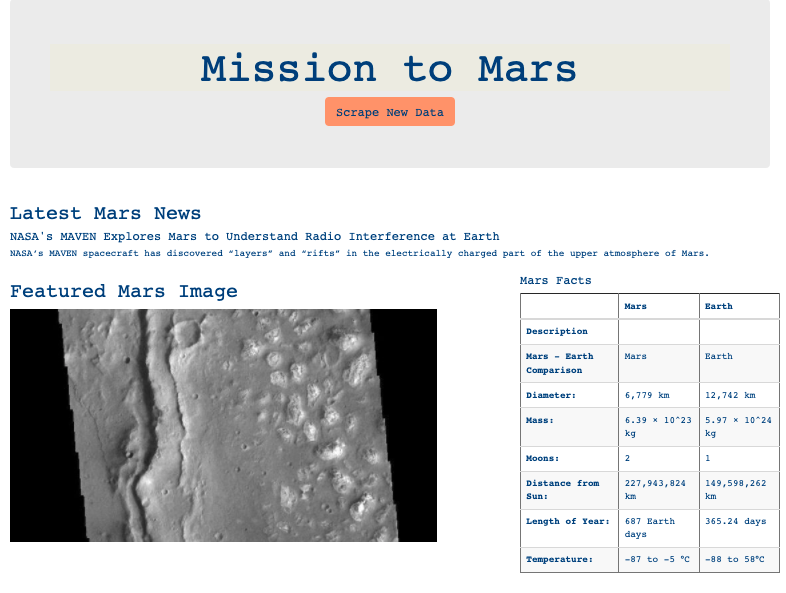 Mission to Mars
Scrape New Data
Latest Mars News
NASA's MAVEN Explores Mars to Understand Radio Interference at Earth
NASA’s MAVEN spacecraft has discovered “layers” and “rifts” in the electrically charged part of the upper atmosphere of Mars.
Featured Mars Image
Mars Facts
Mars Earth
Description
Mars - Earth Mars Earth
Comparison
Diameter: 6,779 km 12,742 km
Mass: 6.39 × 10^23 5.97 × 10^24
kg kg
Moons: 2 1
Distance from 227,943,824 149,598,262
Sun: km km
Length of Year: 687 Earth 365.24 days
days
Temperature: -87 to -5 °C -88 to 58°C